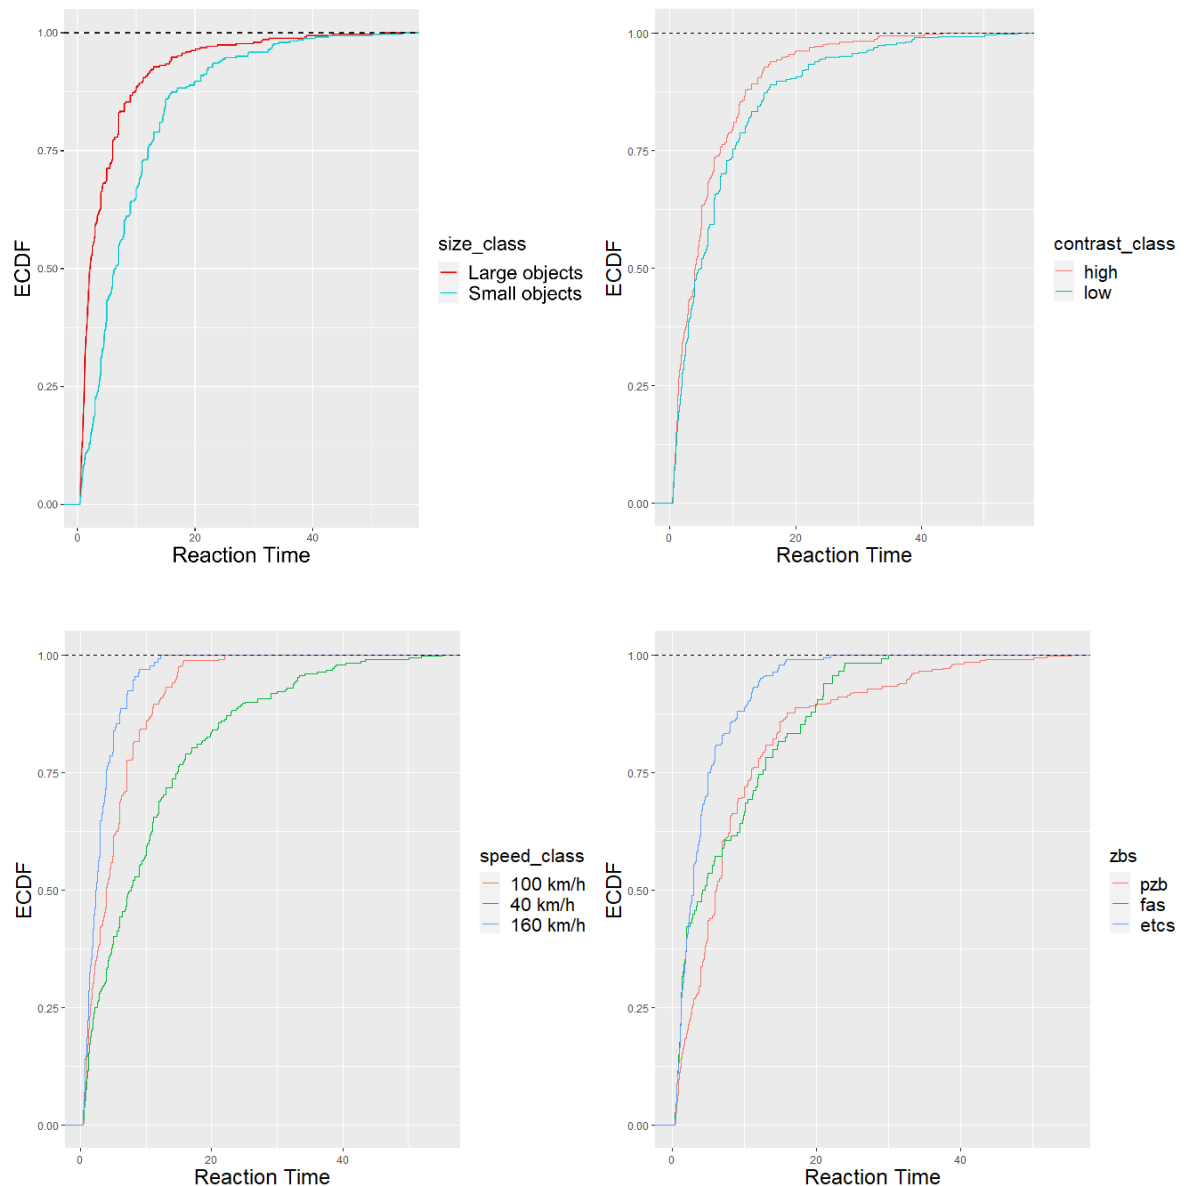 1.00
0.75
0.50
0.25
0.00
ECDF
0 20 40
Reaction Time
size_class
Large objects
Small objects
1.00
0.75
0.50
0.25
0.00
ECDF
0 20 40
Reaction Time
contrast_class
high
low
1.00
0.75
0.50
0.25
0.00
ECDF
0 20 40
Reaction Time
speed_class
100 km/h
40 km/h
160 km/h
1.00
0.75
0.50
0.25
0.00
ECDF
0 20 40
Reaction Time
zbs
pzb
fas
etcs